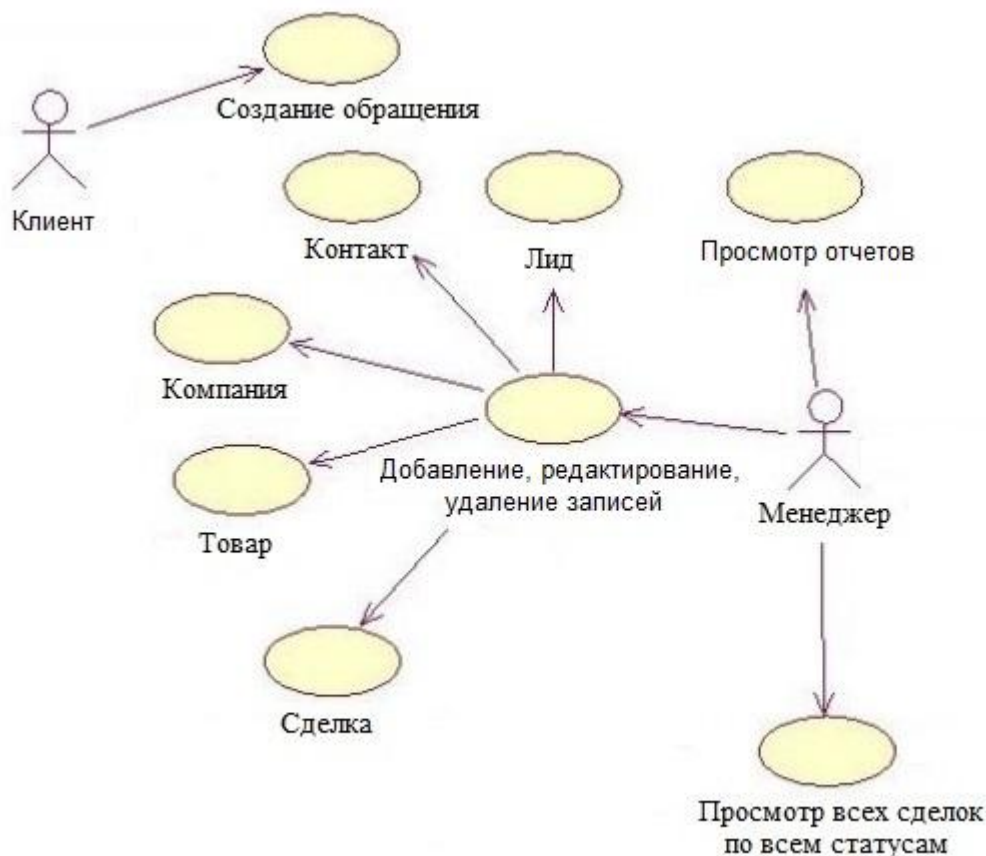 Создание обращения
Клиент
Контакт
Лид
Просмотр отчетов
Компания
Добавление, редактирование,
удаление записей
Менеджер
Товар
Сделка
Просмотр всех сделок
по всем статусам